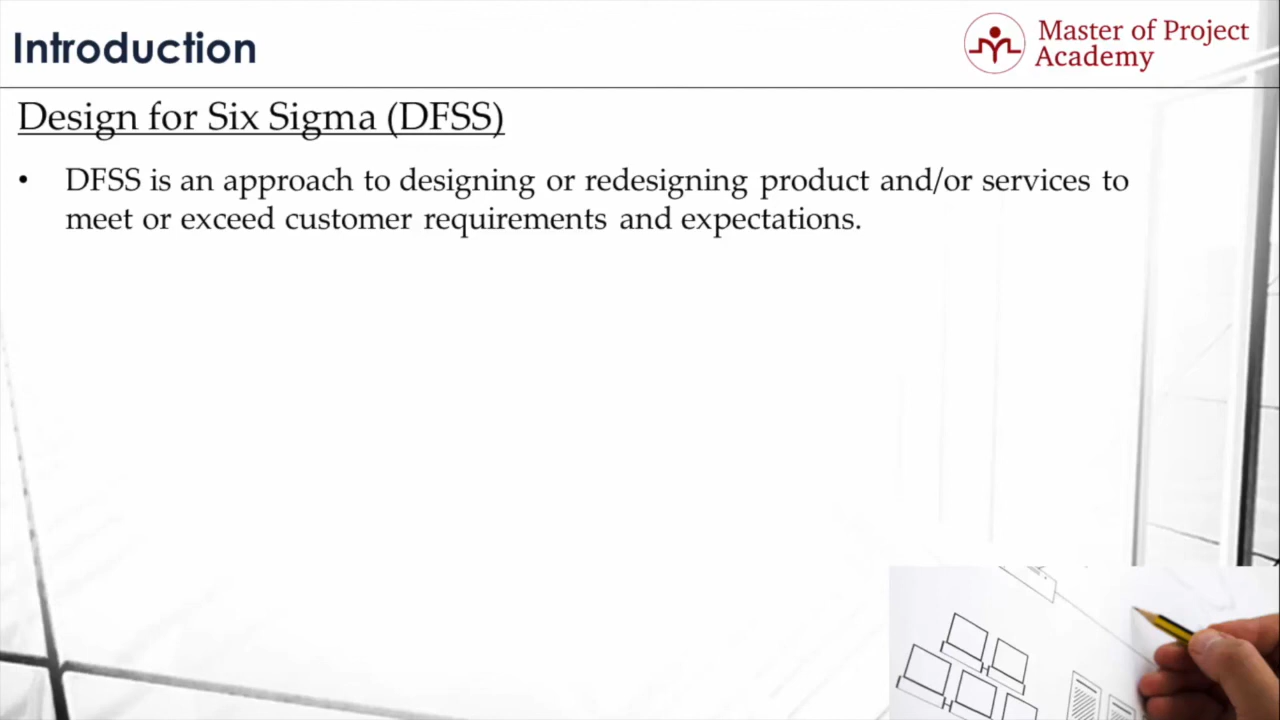 Introduction
Master of Project
Academy
Design for Six Sigma (DFSS)
• DFSS is an approach to designing or redesigning product and/or services to
meet or exceed customer requirements and expectations.